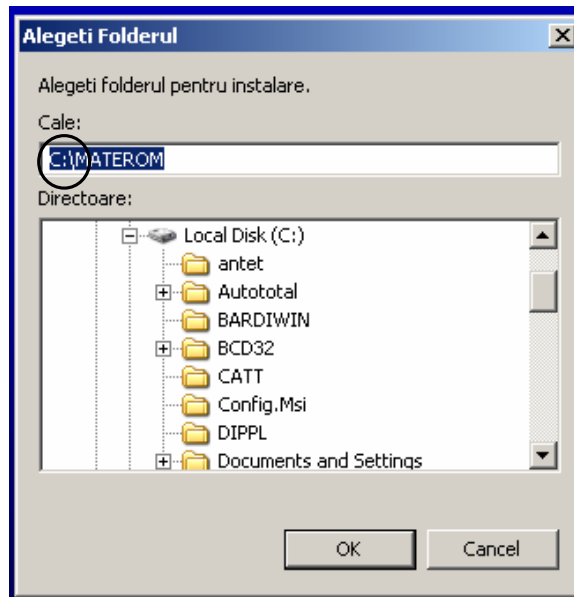 Alegeti Folderul
Alegeti folderul pentru instalare.
Cale:
C:\MATEROM
Directoare:
Local Disk (C:)
antet
Autototal
BARDIWIN
BCD32
CATT
Config.Msi
DIPPL
Documents and Settings
OK Cancel